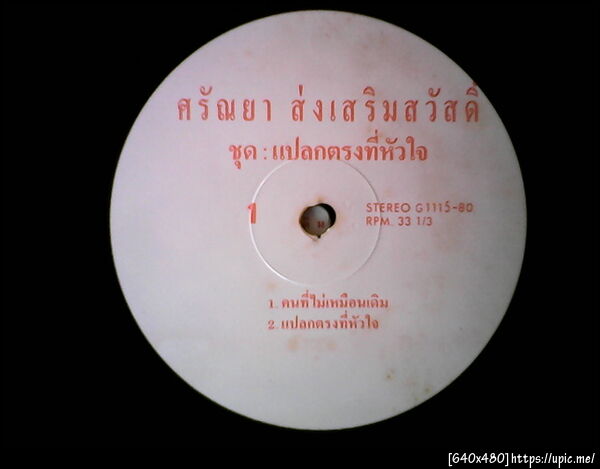 ศรัณยา ส่งเสริมสวัสดิ์
ชุด : แปลกตรงที่หัวใจ
1
STEREO G1115-80
RPM. 33 1/3
1. คนที่ไม่เหมือนเดิม
2. แปลกตรงที่หัวใจ
[640x480]https://upic.me/